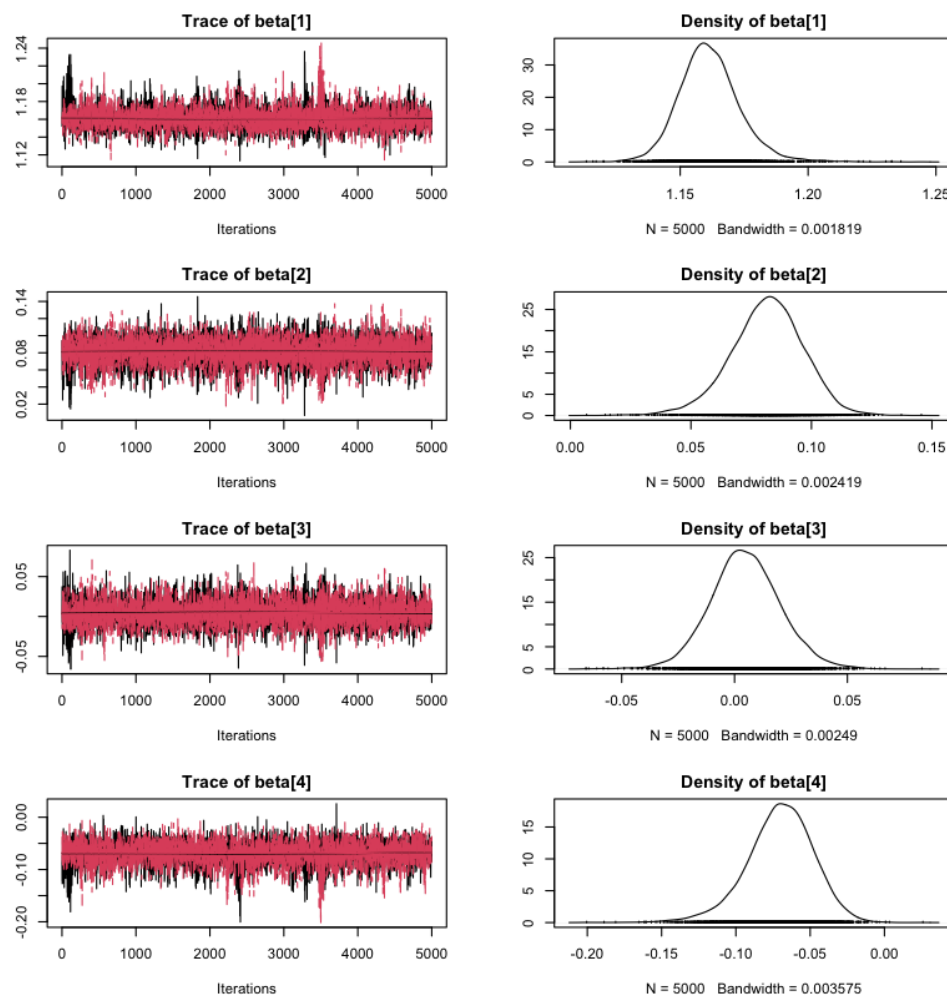 Trace of beta[1]
1.24
1.18
1.12
0 1000 2000 3000 4000 5000
Iterations
Density of beta[1]
30
20
10
0
1.15 1.20 1.25
N = 5000 Bandwidth = 0.001819
Trace of beta[2]
0.14
0.08
0.02
0 1000 2000 3000 4000 5000
Iterations
Density of beta[2]
25
15
5
0
0.00 0.05 0.10 0.15
N = 5000 Bandwidth = 0.002419
Trace of beta[3]
0.05
-0.05
0 1000 2000 3000 4000 5000
Iterations
Density of beta[3]
25
15
5
0
-0.05 0.00 0.05
N = 5000 Bandwidth = 0.00249
Trace of beta[4]
0.00
-0.10
-0.20
0 1000 2000 3000 4000 5000
Iterations
Density of beta[4]
15
10
5
0
-0.20 -0.15 -0.10 -0.05 0.00
N = 5000 Bandwidth = 0.003575